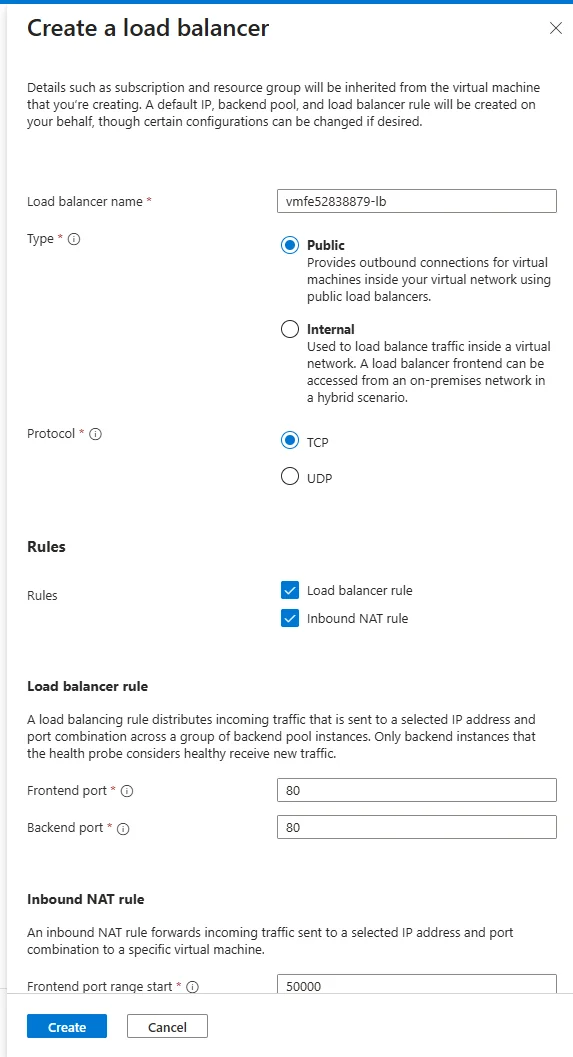 Create a load balancer
Details such as subscription and resource group will be inherited from the virtual machine
that you're creating. A default IP, backend pool, and load balancer rule will be created on
your behalf, though certain configurations can be changed if desired.
Load balancer name *
vmfe52838879-lb
Type *
Public
Provides outbound connections for virtual
machines inside your virtual network using
public load balancers.
Internal
Used to load balance traffic inside a virtual
network. A load balancer frontend can be
accessed from an on-premises network in
a hybrid scenario.
Protocol *
TCP
UDP
Rules
Rules
Load balancer rule
Inbound NAT rule
Load balancer rule
A load balancing rule distributes incoming traffic that is sent to a selected IP address and
port combination across a group of backend pool instances. Only backend instances that
the health probe considers healthy receive new traffic.
Frontend port *
80
Backend port *
80
Inbound NAT rule
An inbound NAT rule forwards incoming traffic sent to a selected IP address and port
combination to a specific virtual machine.
Frontend port range start *
50000
Create
Cancel